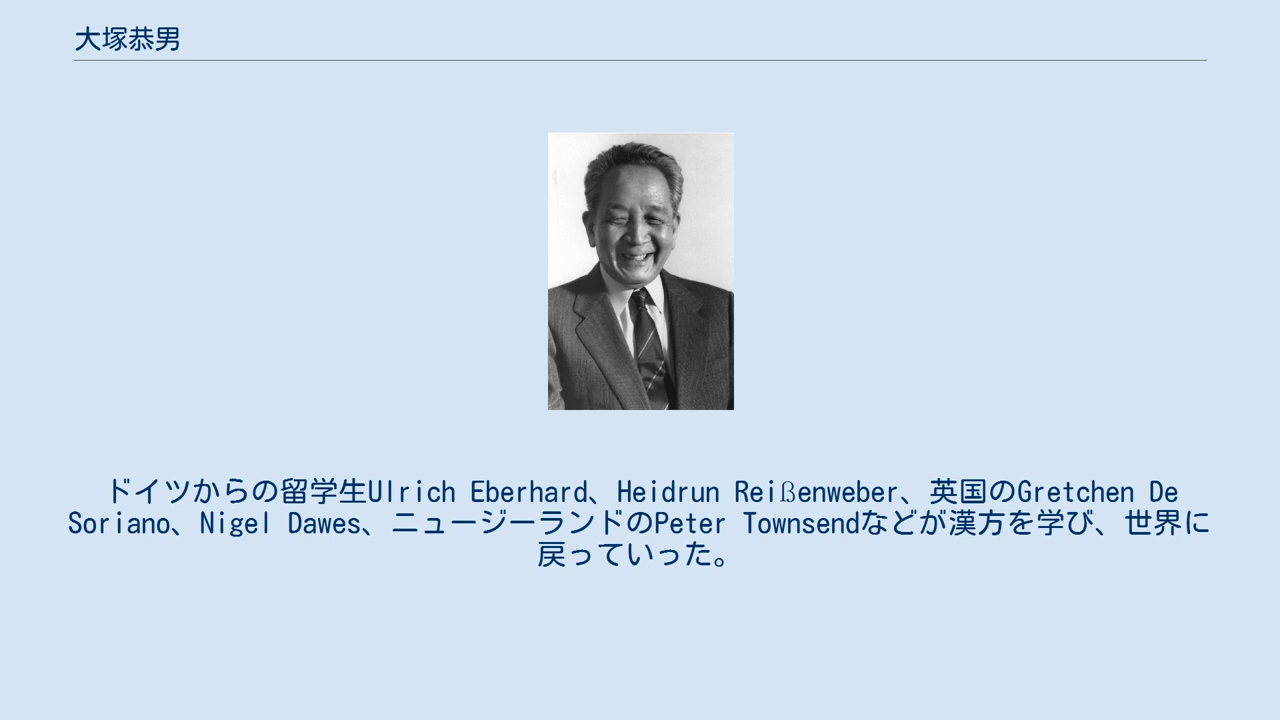 大塚恭男
ドイツからの留学生Ulrich Eberhard、Heidrun Reißenweber、英国のGretchen De
Soriano、Nigel Dawes、ニュージーランドのPeter Townsendなどが漢方を学び、世界に
戻っていった。